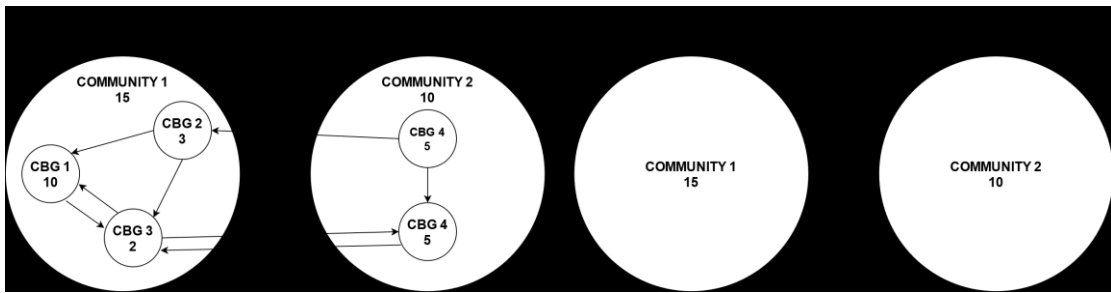 COMMUNITY 1
15
CBG 2
3
CBG 1
10
CBG 3
2
COMMUNITY 2
10
CBG 4
5
CBG 4
5
COMMUNITY 1
15
COMMUNITY 2
10